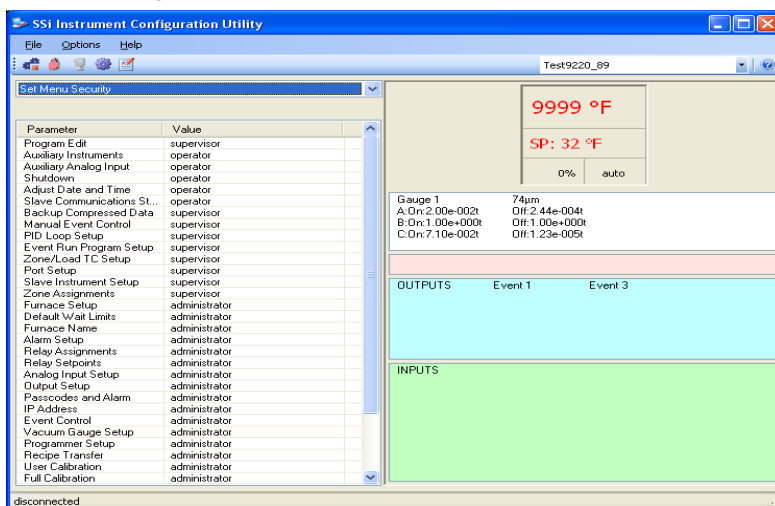 SSi Instrument Configuration Utility
File Options Help
Test9220_89
Set Menu Security
Parameter Value
Program Edit supervisor
Auxiliary Instruments operator
Auxiliary Analog Input operator
Shutdown operator
Adjust Date and Time operator
Slave Communications St... operator
Backup Compressed Data supervisor
Manual Event Control supervisor
PID Loop Setup supervisor
Event Run Program Setup supervisor
Zone/Load TC Setup supervisor
Port Setup supervisor
Slave Instrument Setup supervisor
Zone Assignments supervisor
Furnace Setup administrator
Default Wait Limits administrator
Furnace Name administrator
Alarm Setup administrator
Relay Assignments administrator
Relay Setpoints administrator
Analog Input Setup administrator
Output Setup administrator
Passcodes and Alarm administrator
IP Address administrator
Event Control administrator
Vacuum Gauge Setup administrator
Programmer Setup administrator
Recipe Transfer administrator
User Calibration administrator
Full Calibration administrator
9999 °F
SP: 32 °F
0% auto
Gauge 1 74µm
A:On:2.00e-002t Off:2.44e-004t
B:On:1.00e+000t Off:1.00e+000t
C:On:7.10e-002t Off:1.23e-005t
OUTPUTS Event 1 Event 3
INPUTS
disconnected